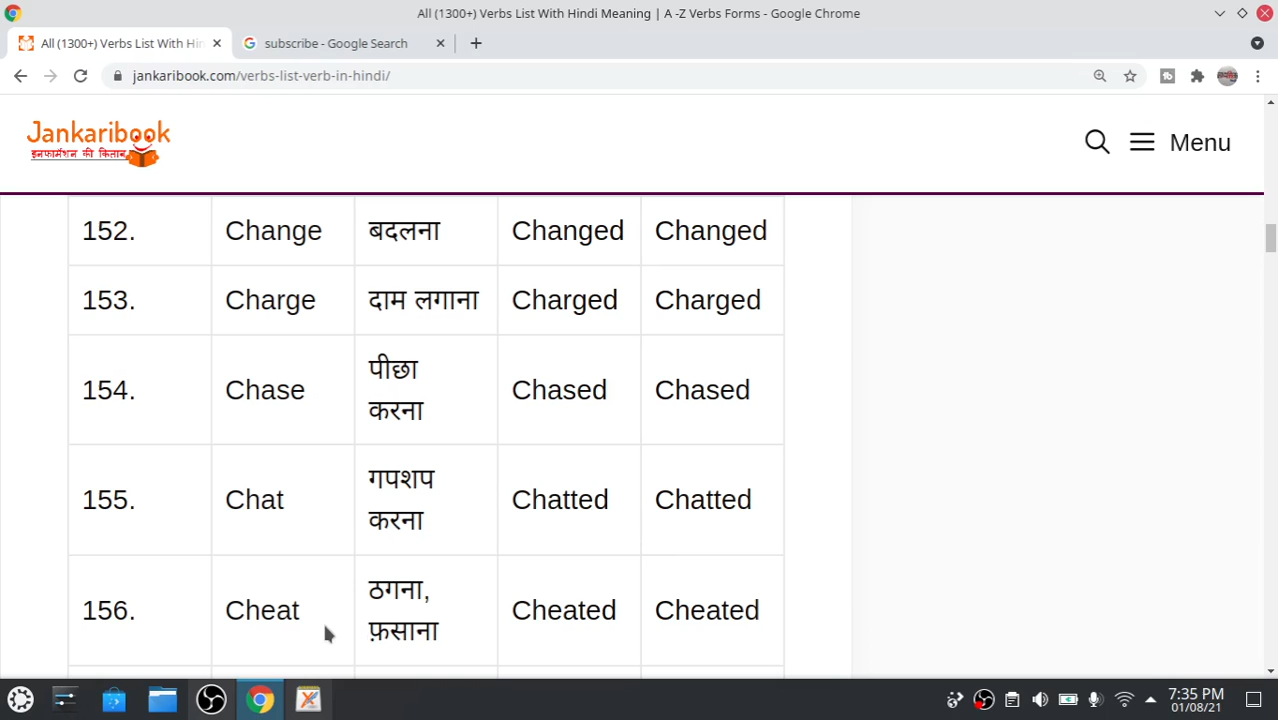 All (1300+) Verbs List With Hindi Meaning | A -Z Verbs Forms - Google Chrome
All (1300+) Verbs List With Hin
subscribe - Google Search
jankaribook.com/verbs-list-verb-in-hindi/
Jankaribook
इनफार्मेशन की किताब
Menu
152. Change बदलना Changed Changed
153. Charge दाम लगाना Charged Charged
154. Chase पीछा करना Chased Chased
155. Chat गपशप करना Chatted Chatted
156. Cheat ठगना, फ़साना Cheated Cheated
7:35 PM
01/08/21